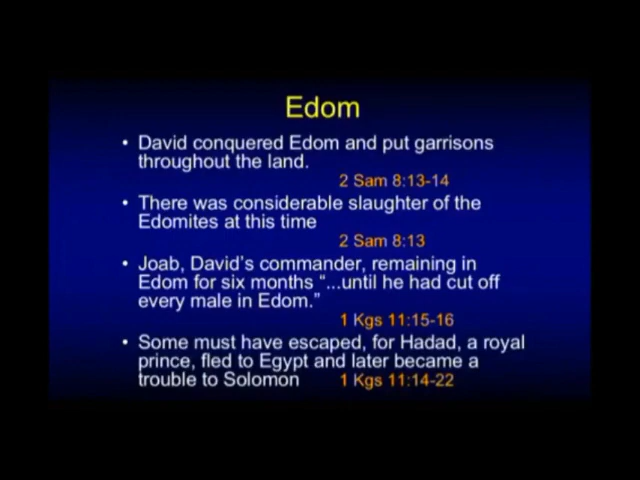 Edom
• David conquered Edom and put garrisons
throughout the land.
2 Sam 8:13-14
• There was considerable slaughter of the
Edomites at this time
2 Sam 8:13
• Joab, David's commander, remaining in
Edom for six months "...until he had cut off
every male in Edom."
1 Kgs 11:15-16
• Some must have escaped, for Hadad, a royal
prince, fled to Egypt and later became a
trouble to Solomon 1 Kgs 11:14-22